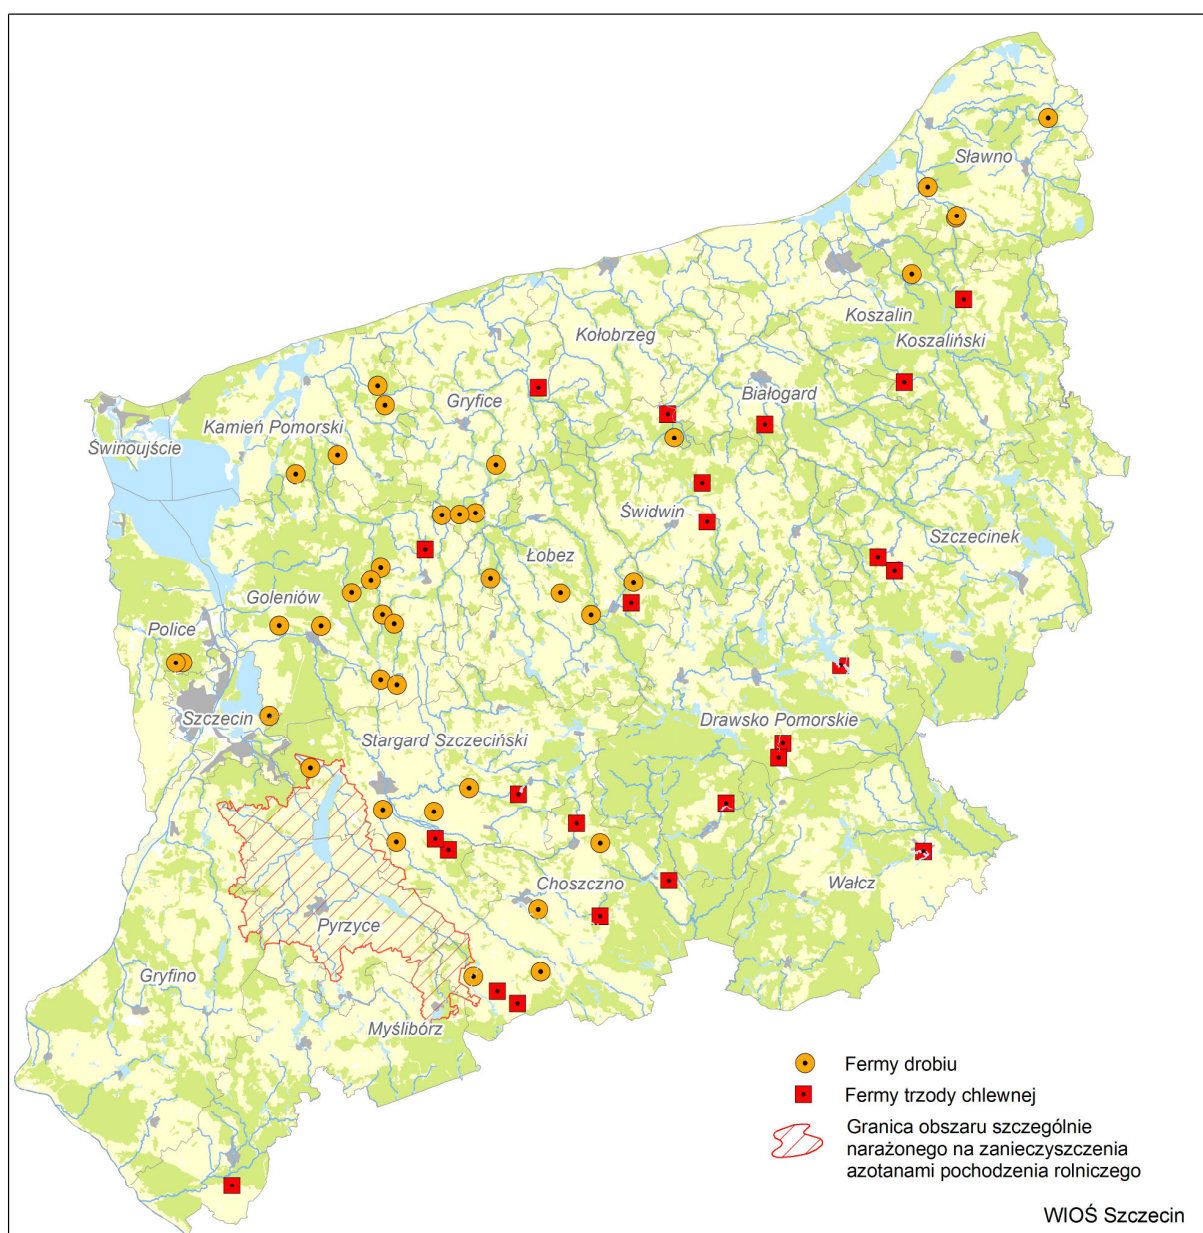 Sławno
Koszalin
Kołobrzeg
Koszaliński
Białogard
Gryfice
Kamień Pomorski
Świnoujście
Świdwin
Szczecinek
Łobez
Goleniów
Police
Szczecin
Drawsko Pomorskie
Stargard Szczeciński
Choszczno
Wałcz
Pyrzyce
Gryfino
Myślibórz
Fermy drobiu
Fermy trzody chlewnej
Granica obszaru szczególnie
narażonego na zanieczyszczenia
azotanami pochodzenia rolniczego
WIOŚ Szczecin